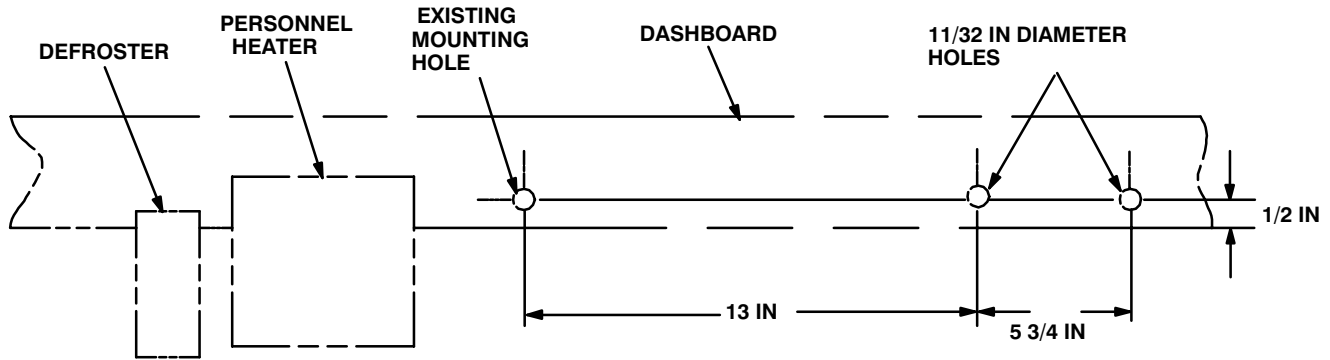 DEFROSTER
PERSONNEL
HEATER
EXISTING
MOUNTING
HOLE
DASHBOARD
11/32 IN DIAMETER
HOLES
1/2 IN
13 IN
5 3/4 IN